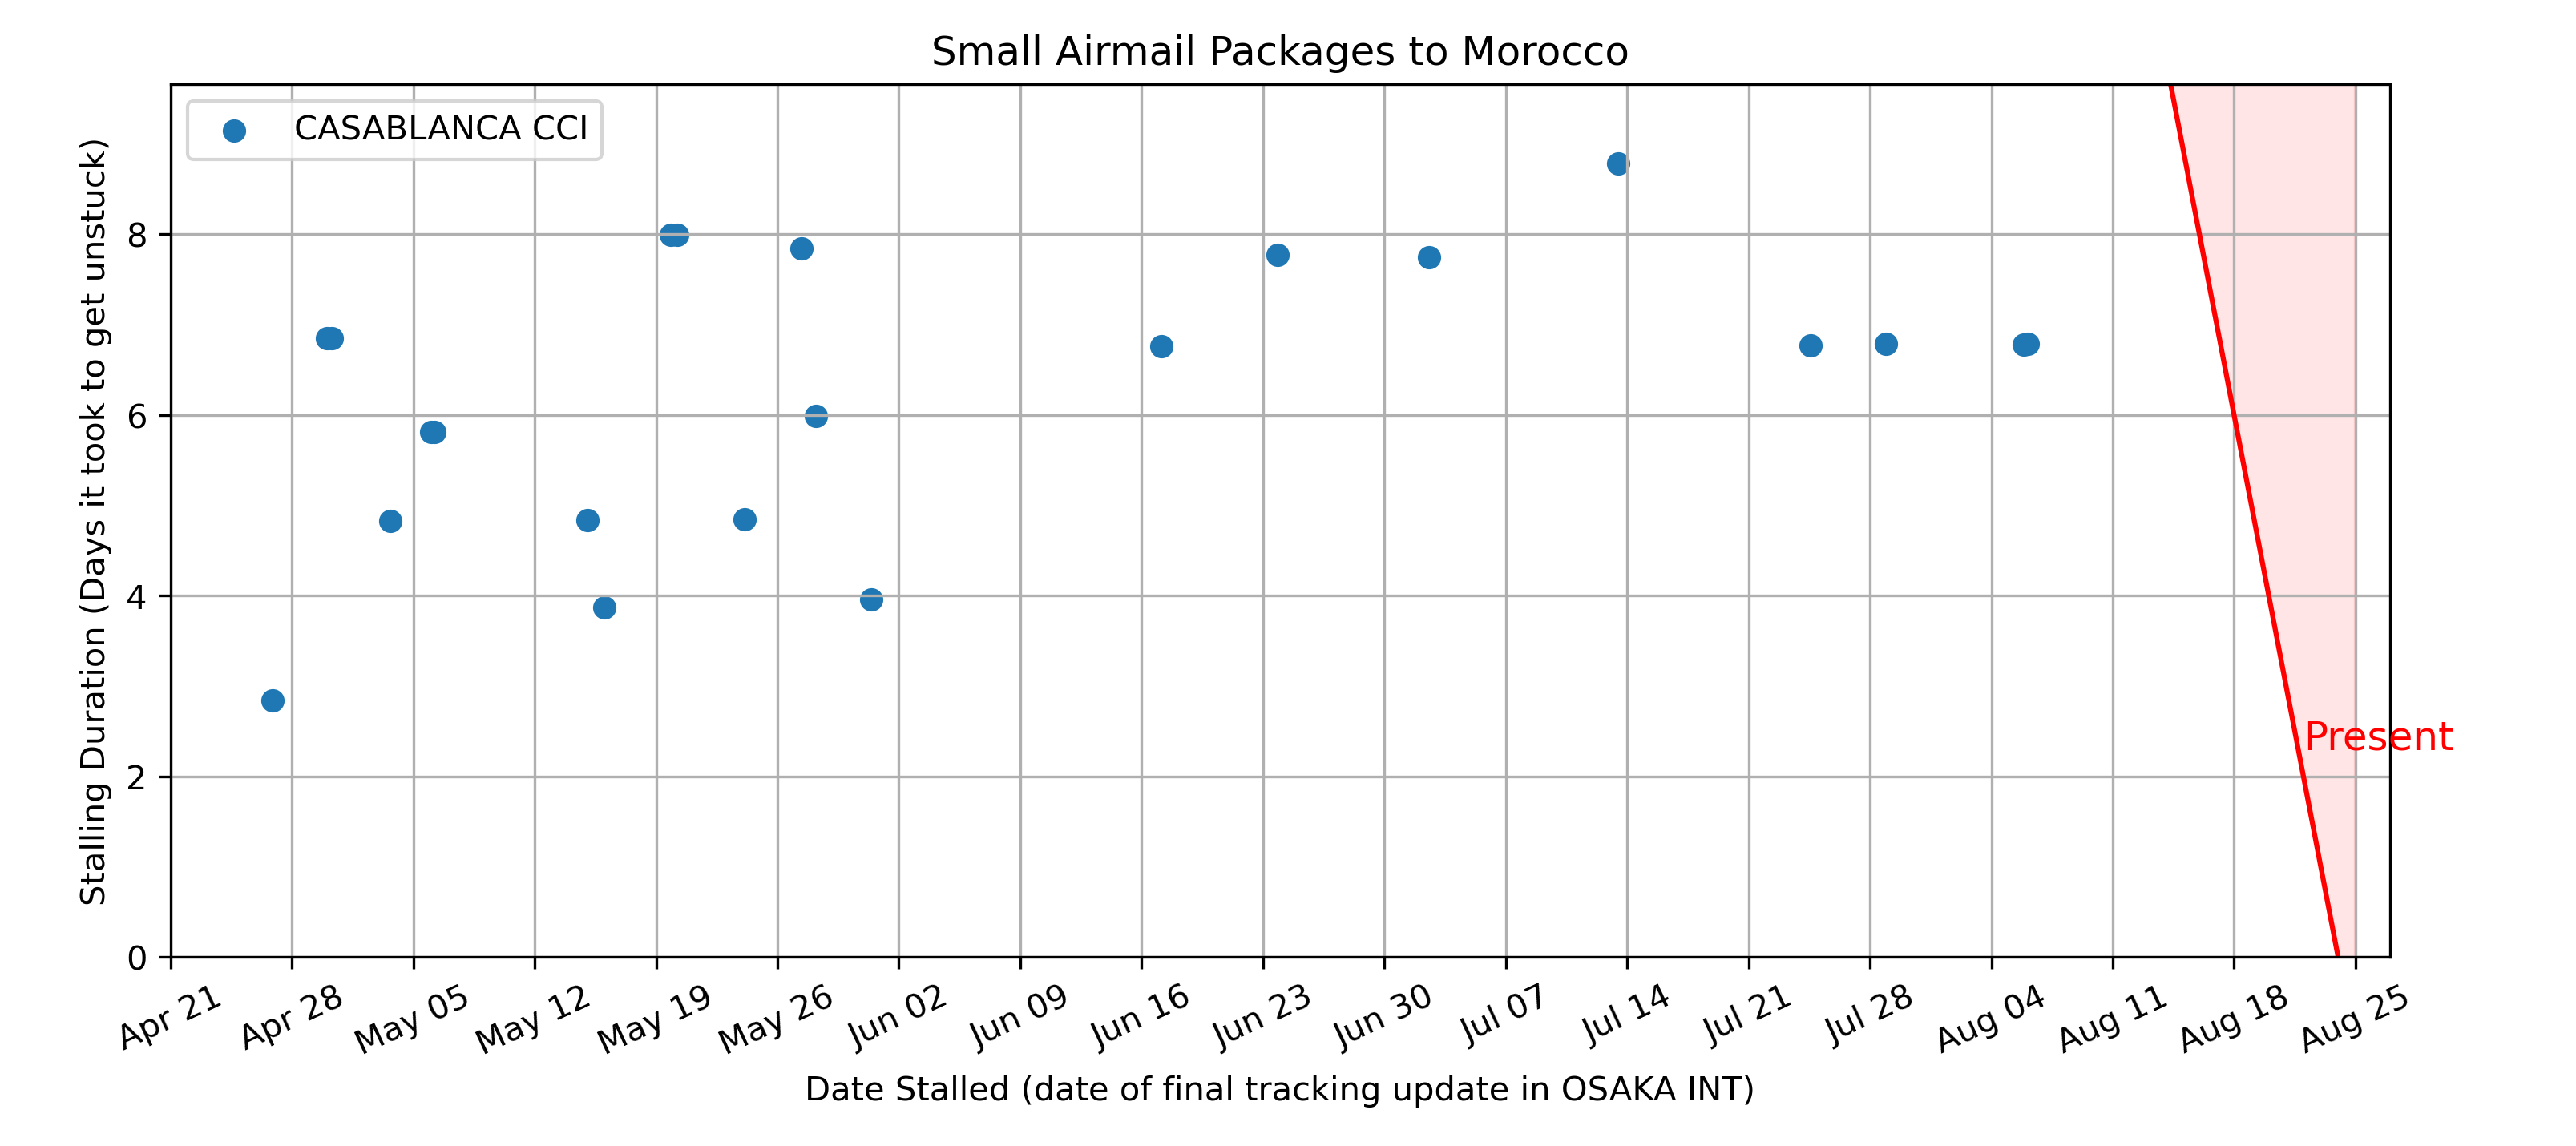 Small Airmail Packages to Morocco
CASABLANCA CCI
Stalling Duration (Days it took to get unstuck)
8
6
4
2
0
Present
Apr 21
Apr 28
May 05
May 12
May 19
May 26
Jun 02
Jun 09
Jun 16
Jun 23
Jun 30
Jul 07
Jul 14
Jul 21
Jul 28
Aug 04
Aug 11
Aug 18
Aug 25
Date Stalled (date of final tracking update in OSAKA INT)